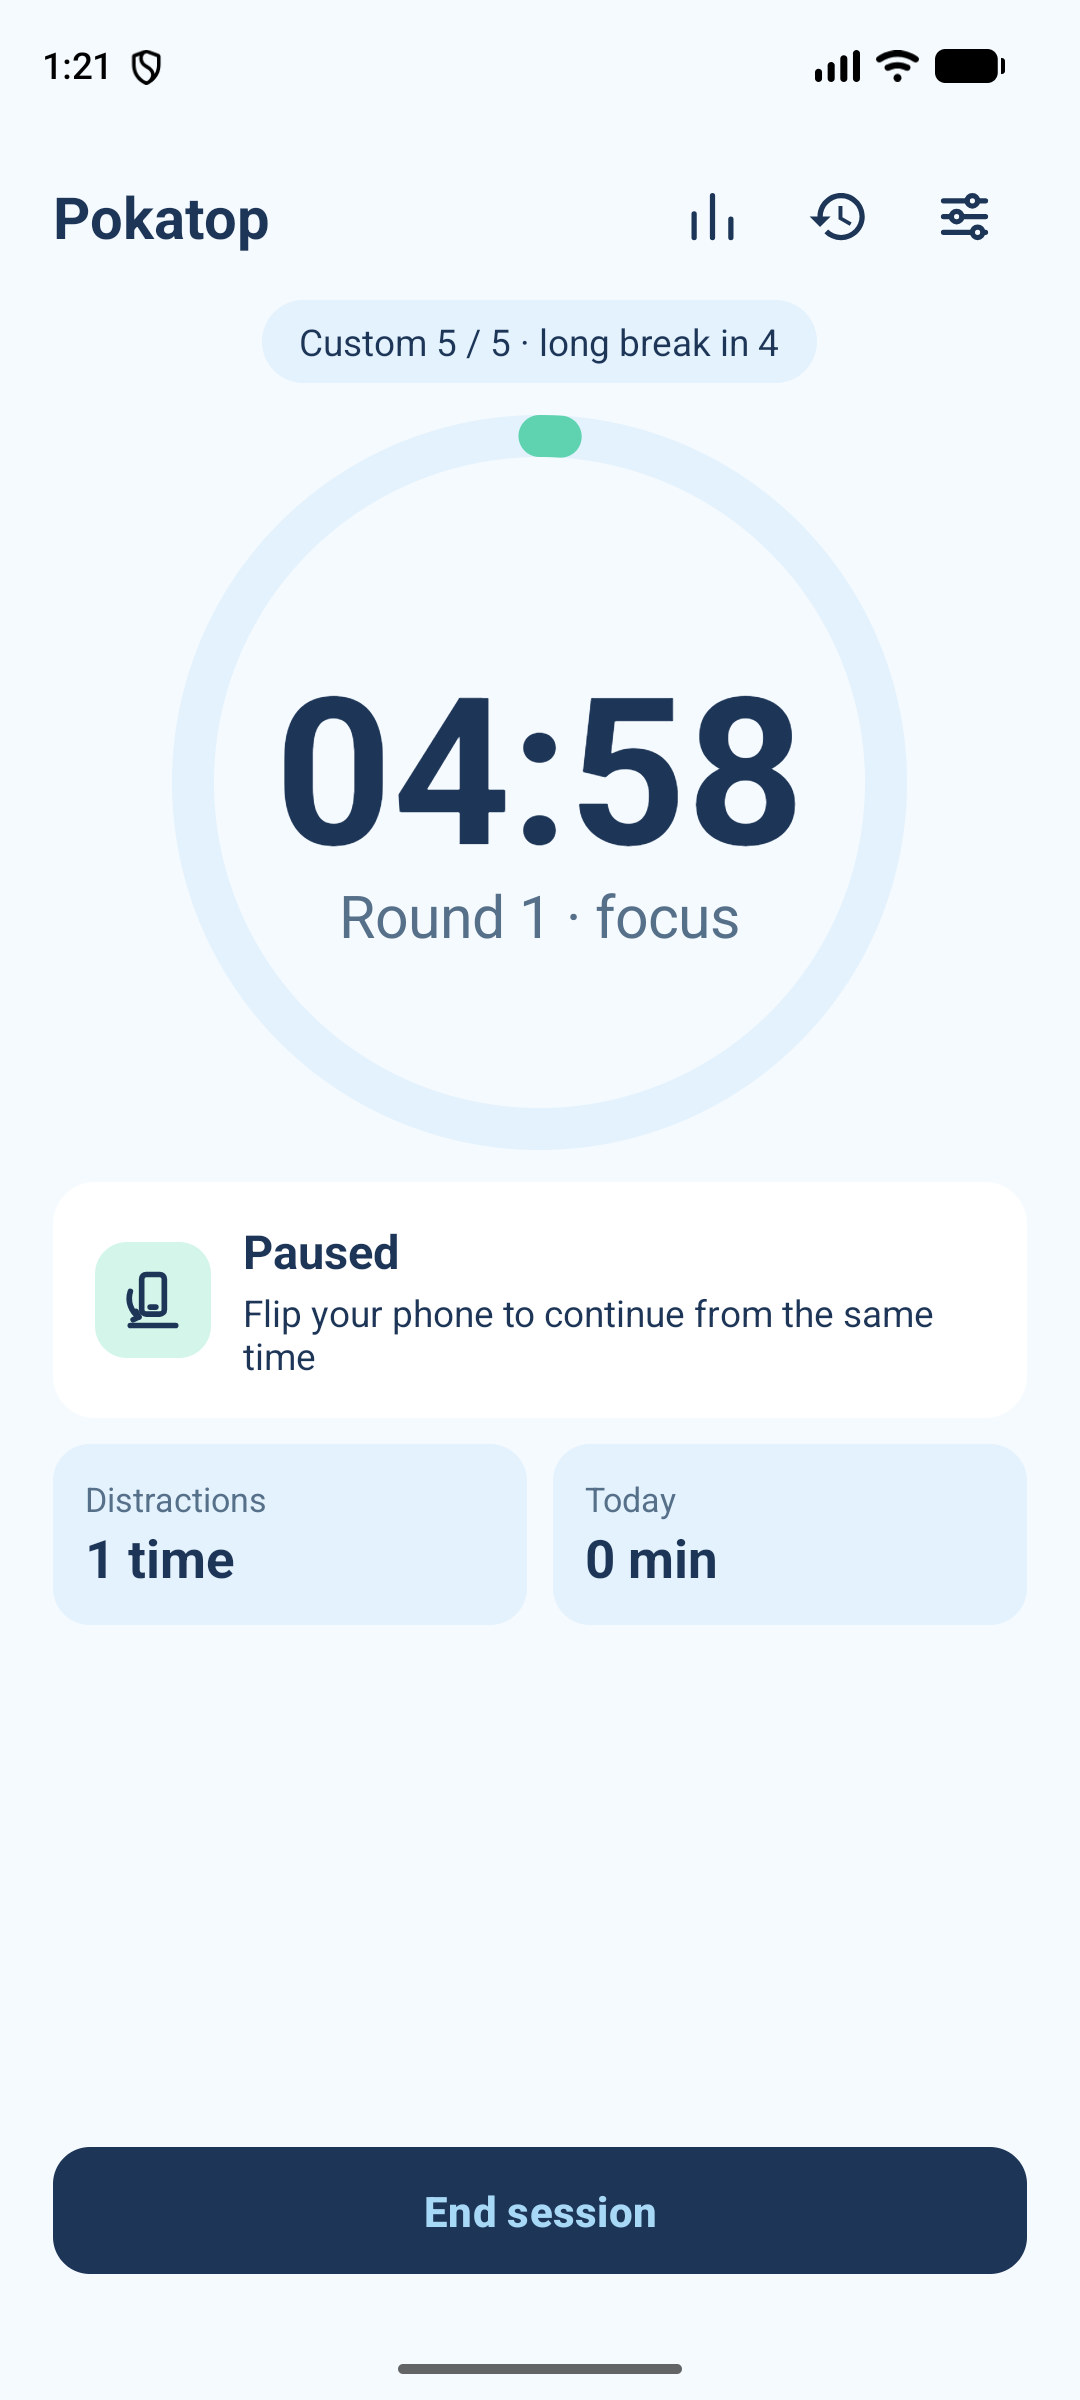 1:21
Pokatop
Custom 5 / 5 · long break in 4
04:58
Round 1 · focus
Paused
Flip your phone to continue from the same
time
Distractions
1 time
Today
0 min
End session